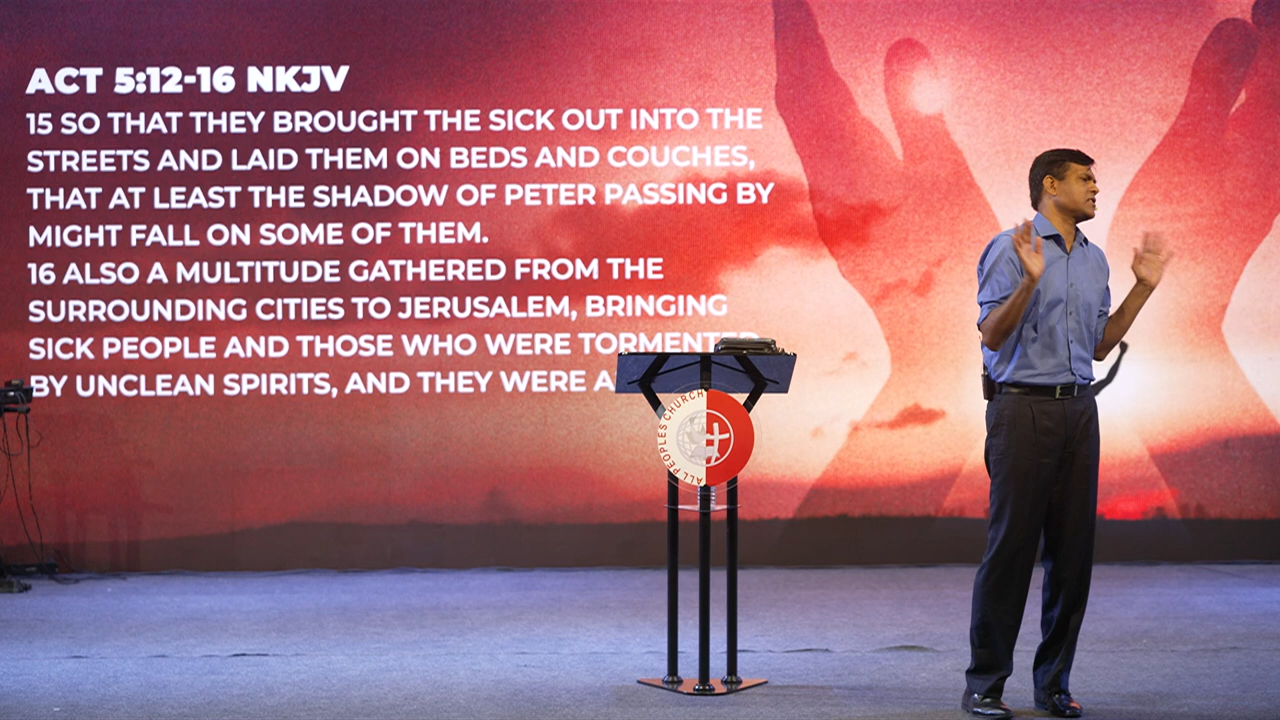 ACT 5:12-16 NKJV
15 SO THAT THEY BROUGHT THE SICK OUT INTO THE
STREETS AND LAID THEM ON BEDS AND COUCHES,
THAT AT LEAST THE SHADOW OF PETER PASSING BY
MIGHT FALL ON SOME OF THEM.
16 ALSO A MULTITUDE GATHERED FROM THE
SURROUNDING CITIES TO JERUSALEM, BRINGING
SICK PEOPLE AND THOSE WHO WERE TORMENTED
BY UNCLEAN SPIRITS, AND THEY WERE
ALL PEOPLES CHURCH